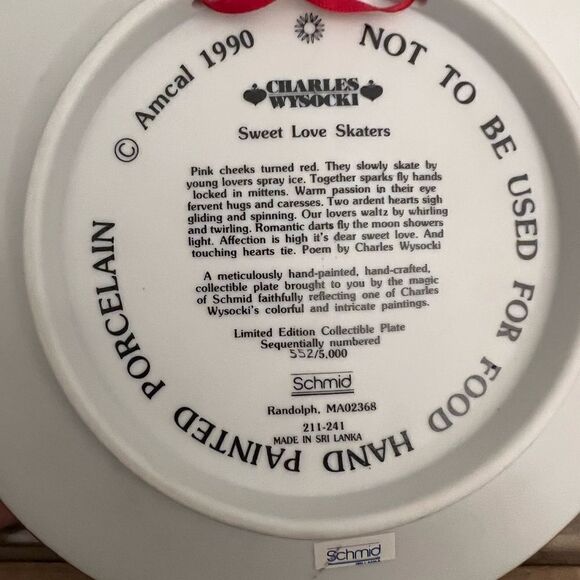 © Amcal 1990
NOT TO BE USED FOR FOOD HAND PAINTED PORCELAIN
CHARLES
WYSOCKI
Sweet Love Skaters
Pink cheeks turned red. They slowly skate by
young lovers spray ice. Together sparks fly hands
locked in mittens. Warm passion in their eye
fervent hugs and caresses. Two ardent hearts sigh
gliding and spinning. Our lovers waltz by whirling
and twirling. Romantic darts fly the moon showers
light. Affection is high it's dear sweet love. And
touching hearts tie. Poem by Charles Wysocki
A meticulously hand-painted, hand-crafted,
collectible plate brought to you by the magic
of Schmid faithfully reflecting one of Charles
Wysocki's colorful and intricate paintings.
Limited Edition Collectible Plate
Sequentially numbered
552/5,000
Schmid
Randolph, MA02368
211-241
MADE IN SRI LANKA
Schmid